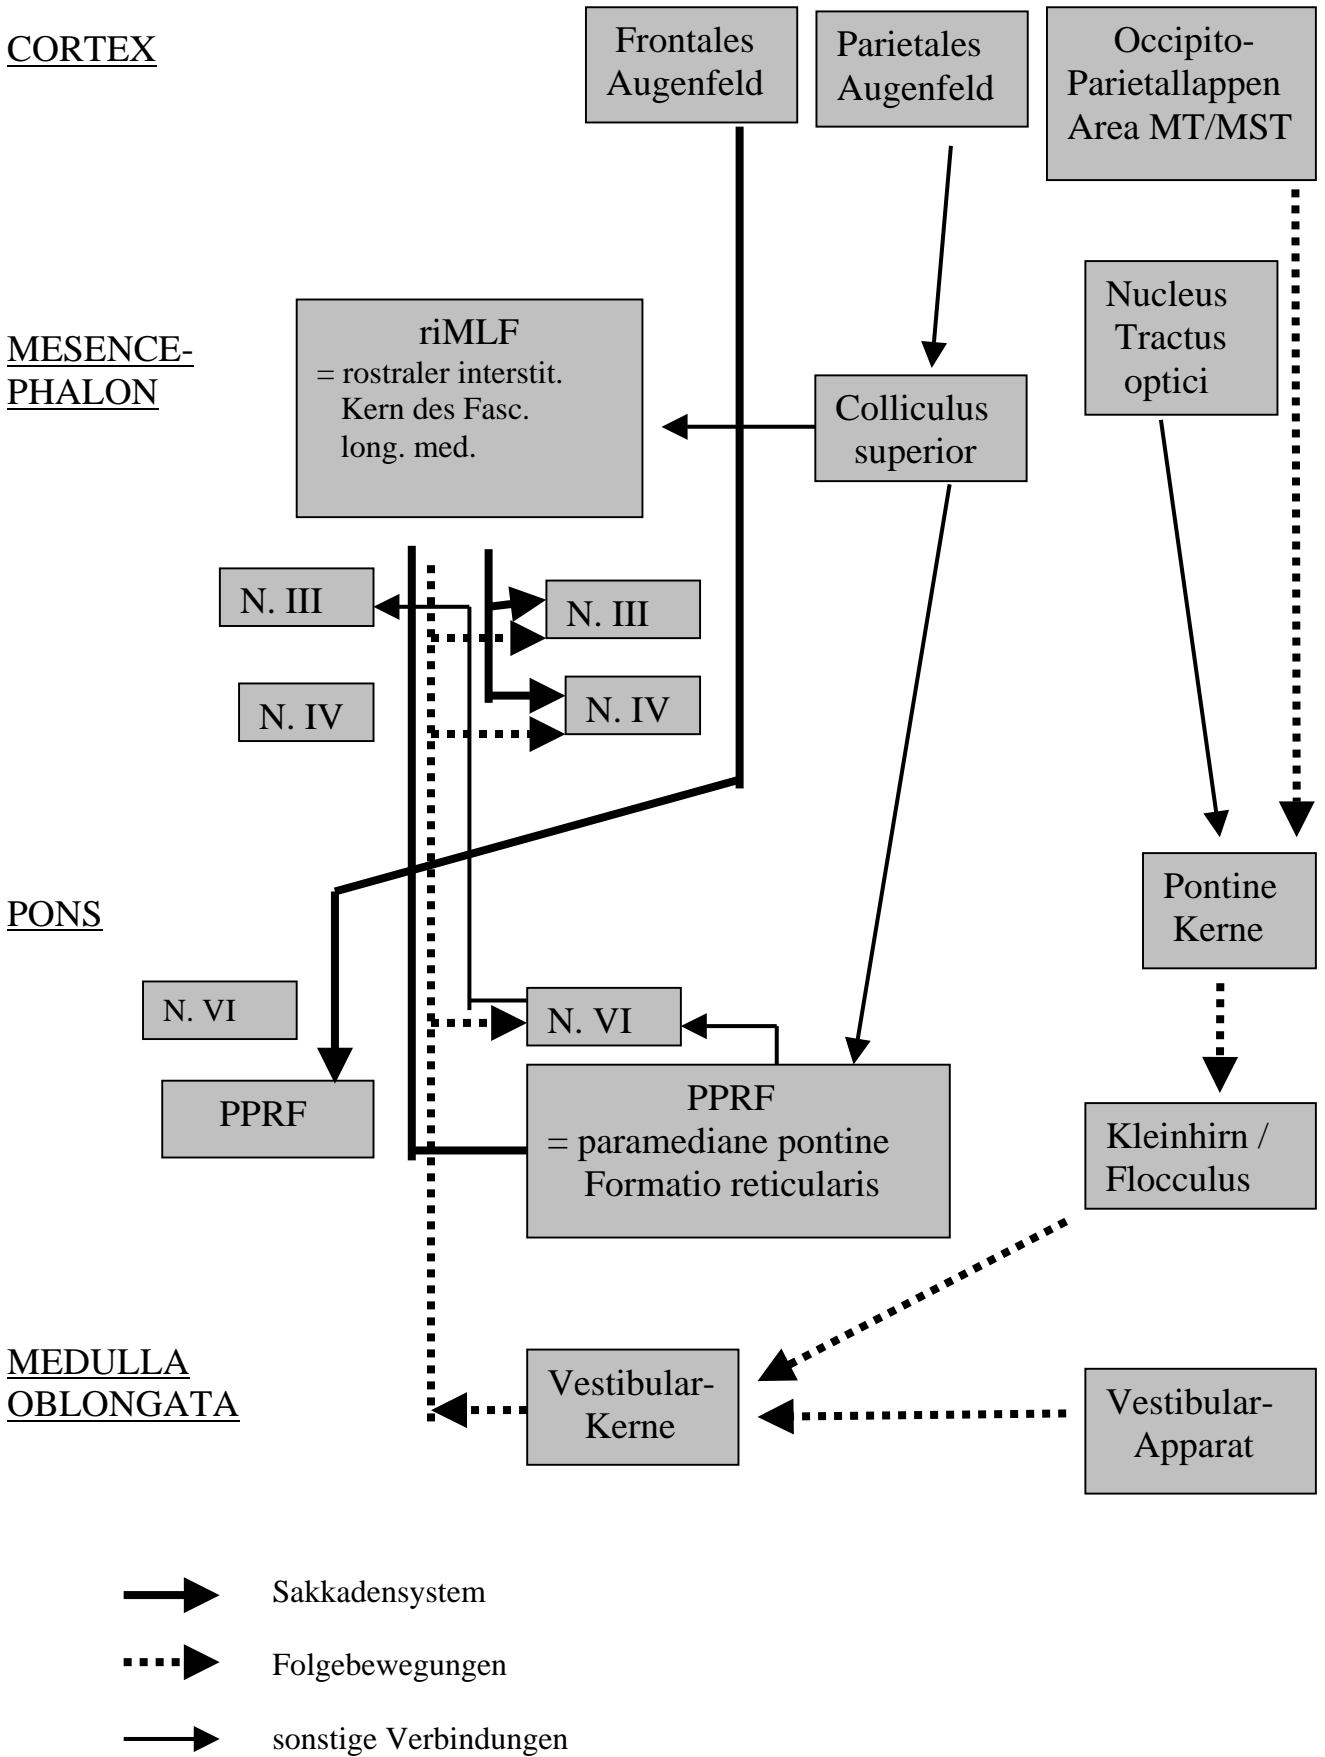 CORTEX
Frontales
Augenfeld
Parietales
Augenfeld
Occipito-
Parietallappen
Area MT/MST
MESENCE-
PHALON
riMLF
= rostraler interstit.
Kern des Fasc.
long. med.
Colliculus
superior
Nucleus
Tractus
optici
N. III
N. III
N. IV
N. IV
PONS
Pontine
Kerne
N. VI
N. VI
PPRF
PPRF
= paramediane pontine
Formatio reticularis
Kleinhirn /
Flocculus
MEDULLA
OBLONGATA
Vestibular-
Kerne
Vestibular-
Apparat
Sakkadensystem
Folgebewegungen
sonstige Verbindungen